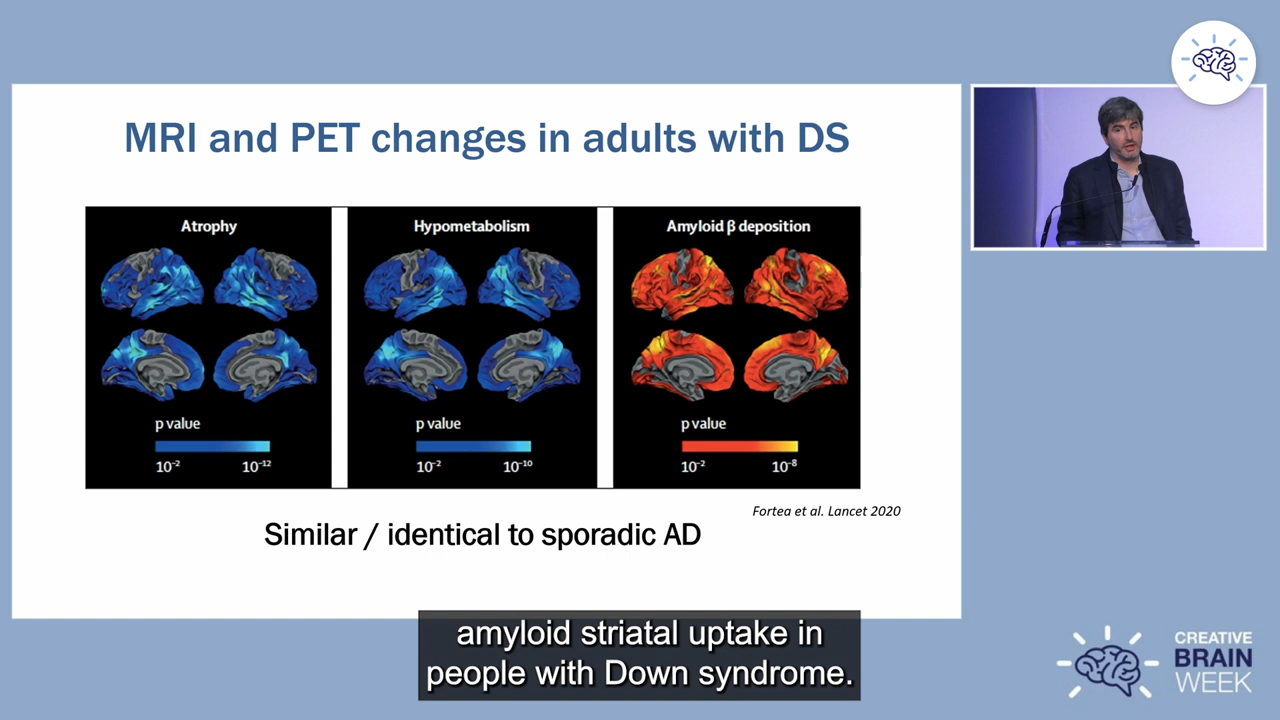 MRI and PET changes in adults with DS
Atrophy
p value
10⁻² 10⁻¹²
Hypometabolism
p value
10⁻² 10⁻¹⁰
Amyloid β deposition
p value
10⁻² 10⁻⁸
Fortea et al. Lancet 2020
Similar / identical to sporadic AD
amyloid striatal uptake in
people with Down syndrome.
CREATIVE
BRAIN
WEEK